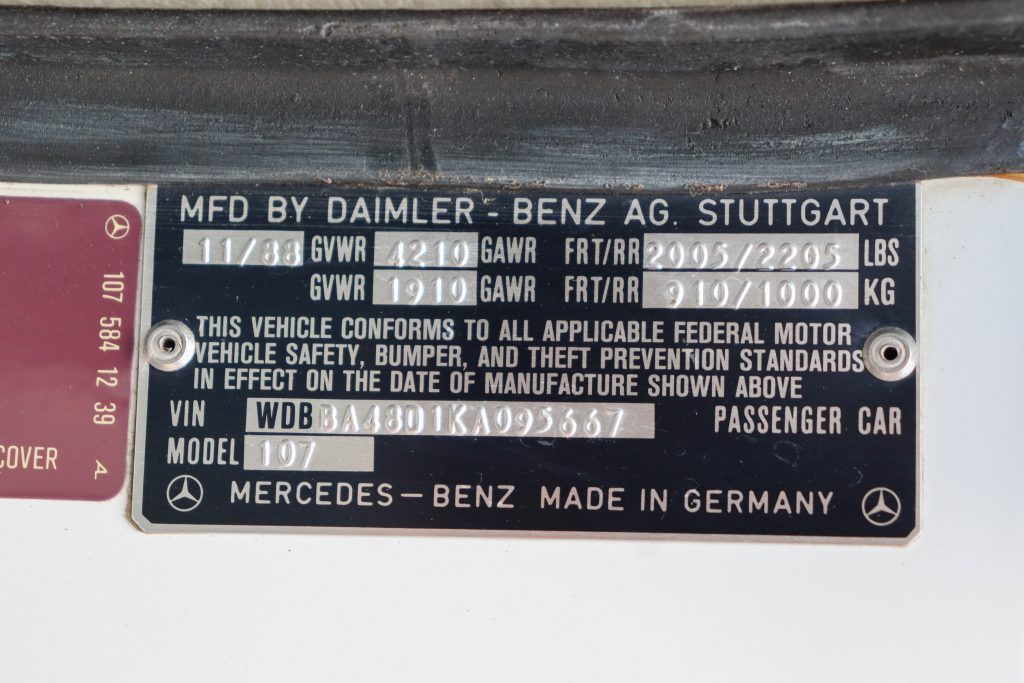 MFD BY DAIMLER - BENZ AG. STUTTGART
11/88 GVWR 4210 GAWR FRT/RR 2005/2205 LBS
GVWR 1910 GAWR FRT/RR 910/1000 KG
THIS VEHICLE CONFORMS TO ALL APPLICABLE FEDERAL MOTOR
VEHICLE SAFETY, BUMPER, AND THEFT PREVENTION STANDARDS
IN EFFECT ON THE DATE OF MANUFACTURE SHOWN ABOVE
VIN WDBBA48D1KA095667 PASSENGER CAR
MODEL 107
MERCEDES - BENZ MADE IN GERMANY
107 584 12 39
COVER A